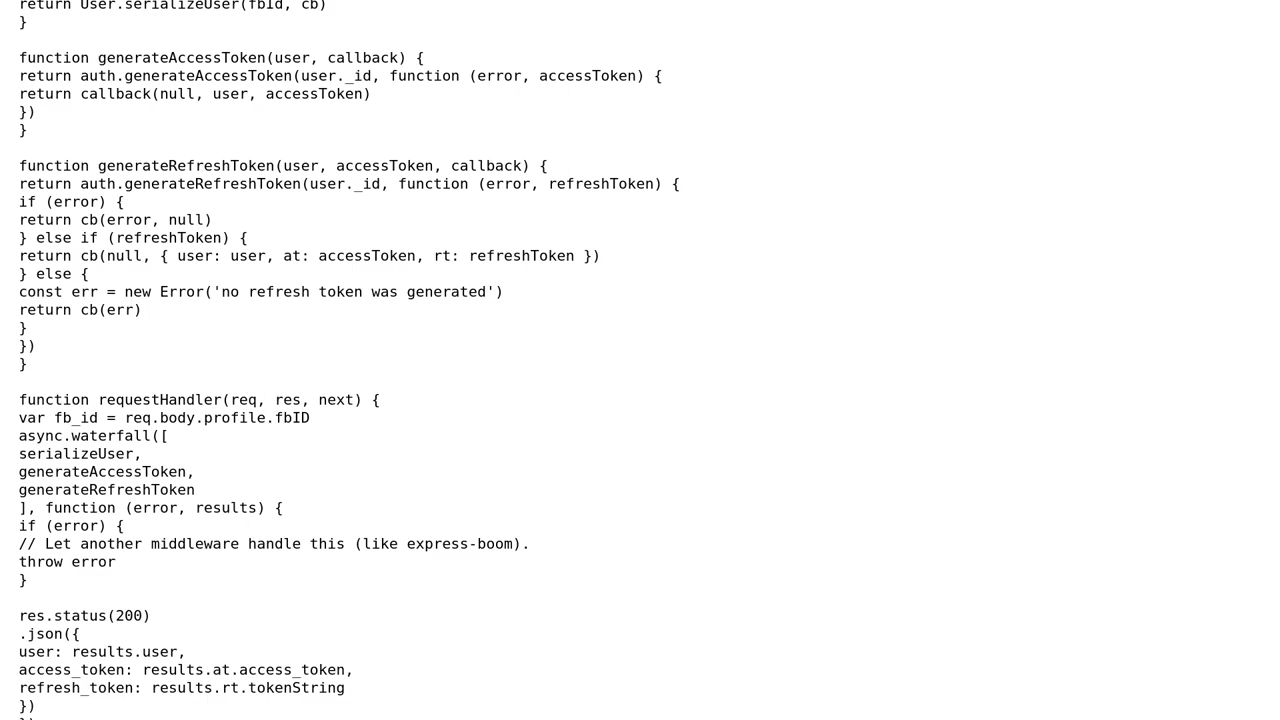 return User.serializeUser(fbId, cb)
}
function generateAccessToken(user, callback) {
return auth.generateAccessToken(user._id, function (error, accessToken) {
return callback(null, user, accessToken)
})
}
function generateRefreshToken(user, accessToken, callback) {
return auth.generateRefreshToken(user._id, function (error, refreshToken) {
if (error) {
return cb(error, null)
} else if (refreshToken) {
return cb(null, { user: user, at: accessToken, rt: refreshToken })
} else {
const err = new Error('no refresh token was generated')
return cb(err)
}
})
}
function requestHandler(req, res, next) {
var fb_id = req.body.profile.fbID
async.waterfall([
serializeUser,
generateAccessToken,
generateRefreshToken
], function (error, results) {
if (error) {
// Let another middleware handle this (like express-boom).
throw error
}
res.status(200)
.json({
user: results.user,
access_token: results.at.access_token,
refresh_token: results.rt.tokenString
})